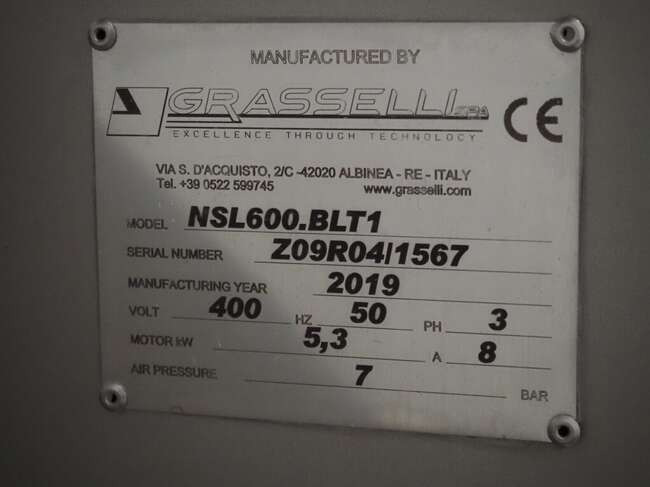 MANUFACTURED BY
GRASSELLI SPA
EXCELLENCE THROUGH TECHNOLOGY
CE
VIA S. D'ACQUISTO, 2/C -42020 ALBINEA - RE - ITALY
Tel. +39 0522 599745 www.grasselli.com
MODEL NSL600.BLT1
SERIAL NUMBER Z09R04/1567
MANUFACTURING YEAR 2019
VOLT 400 HZ 50 PH 3
MOTOR kW 5,3 A 8
AIR PRESSURE 7 BAR